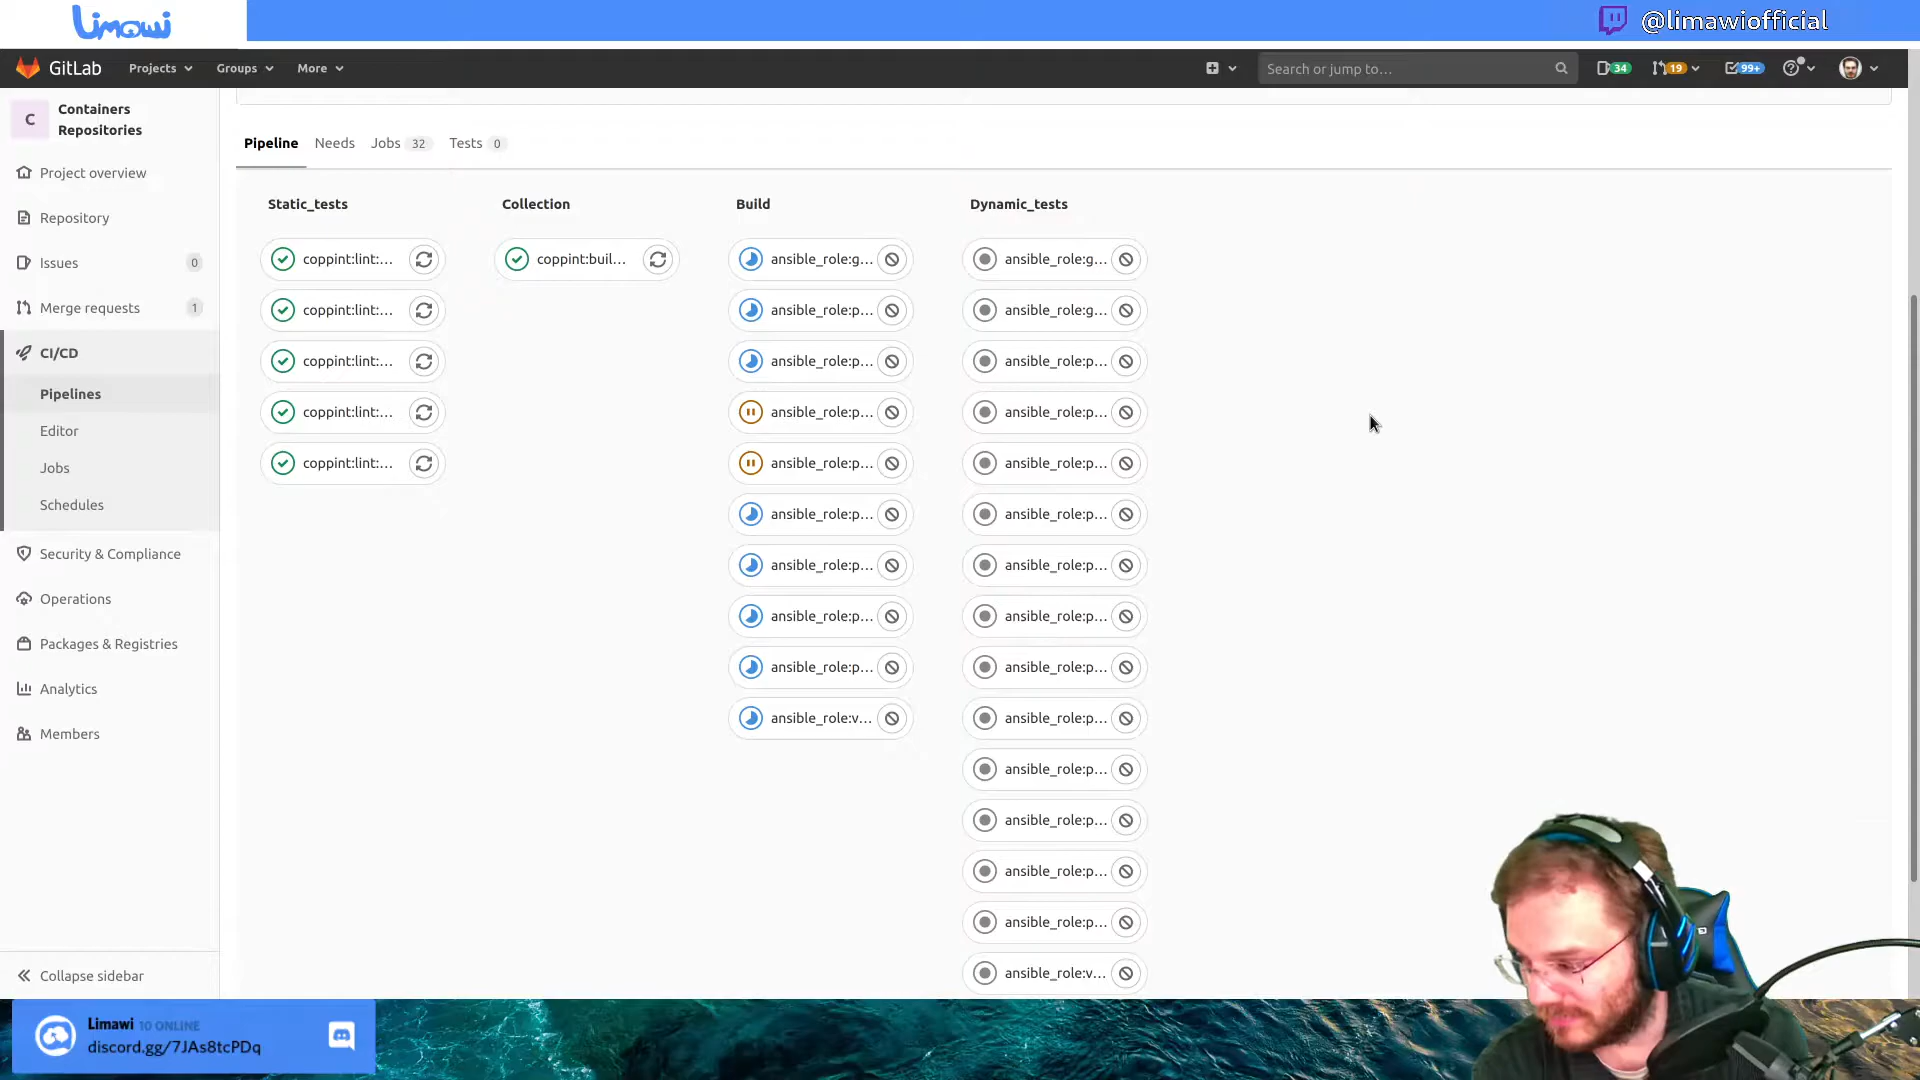 Limawi
@limawiofficial
GitLab
Projects
Groups
More
Search or jump to...
34
19
99+
C
Containers
Repositories
Project overview
Repository
Issues
0
Merge requests
1
CI/CD
Pipelines
Editor
Jobs
Schedules
Security & Compliance
Operations
Packages & Registries
Analytics
Members
Collapse sidebar
Pipeline
Needs
Jobs
32
Tests
0
Static_tests
coppint:lint:...
coppint:lint:...
coppint:lint:...
coppint:lint:...
coppint:lint:...
Collection
coppint:buil...
Build
ansible_role:g...
ansible_role:p...
ansible_role:p...
ansible_role:p...
ansible_role:p...
ansible_role:p...
ansible_role:p...
ansible_role:p...
ansible_role:p...
ansible_role:v...
Dynamic_tests
ansible_role:g...
ansible_role:g...
ansible_role:p...
ansible_role:p...
ansible_role:p...
ansible_role:p...
ansible_role:p...
ansible_role:p...
ansible_role:p...
ansible_role:p...
ansible_role:p...
ansible_role:p...
ansible_role:p...
ansible_role:p...
ansible_role:v...
Limawi 10 ONLINE
discord.gg/7JAs8tcPDq